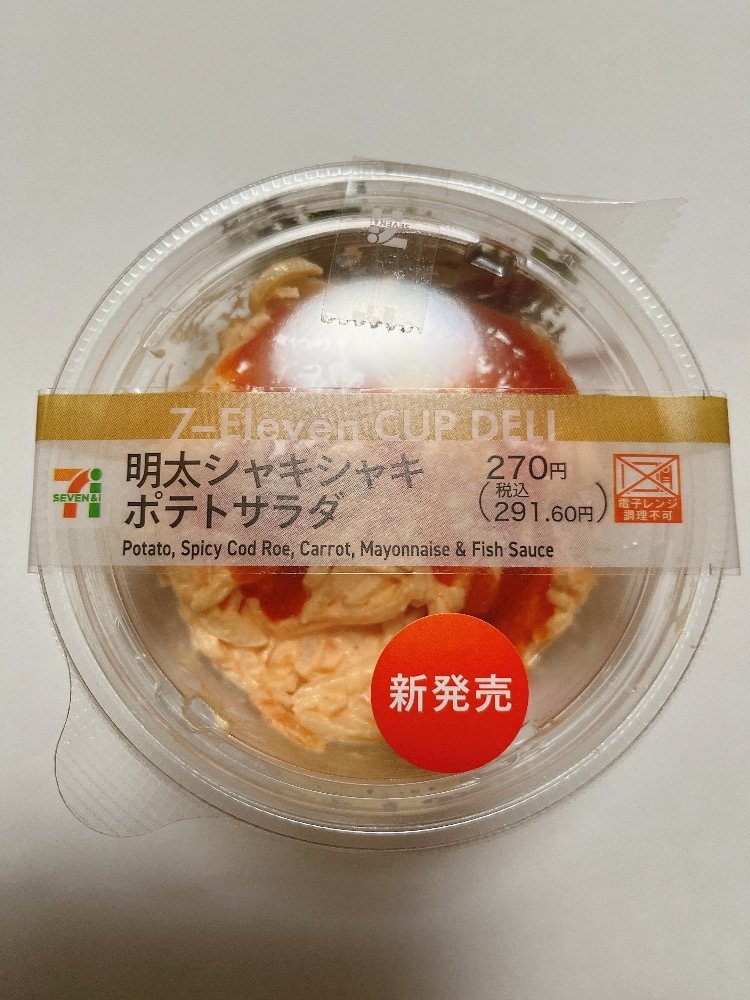 SEVEN & i
7-Eleven CUP DELI
SEVEN & i
明太シャキシャキ
ポテトサラダ
270円
(税込
291.60円)
電子レンジ
調理不可
Potato, Spicy Cod Roe, Carrot, Mayonnaise & Fish Sauce
新発売